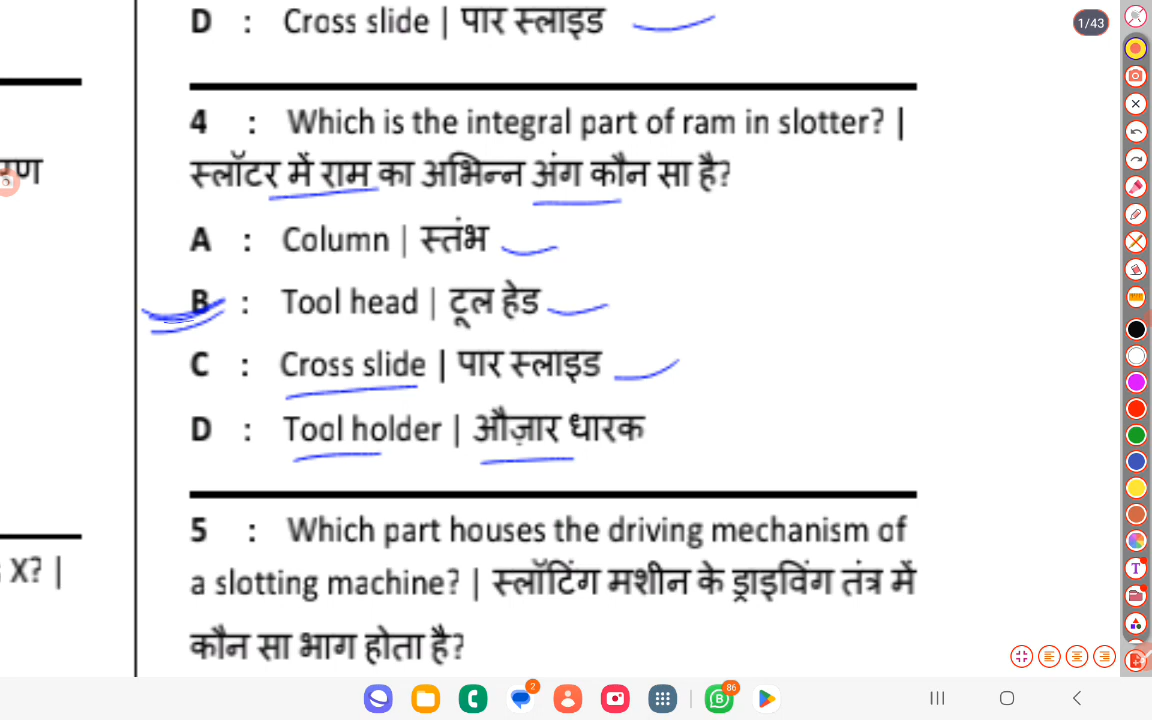 D : Cross slide | पार स्लाइड
1/43
4 : Which is the integral part of ram in slotter? |
स्लॉटर में राम का अभिन्न अंग कौन सा है?
A : Column | स्तंभ
B : Tool head | टूल हेड
C : Cross slide | पार स्लाइड
D : Tool holder | औज़ार धारक
5 : Which part houses the driving mechanism of
X? |
a slotting machine? | स्लॉटिंग मशीन के ड्राइविंग तंत्र में
कौन सा भाग होता है?
T
2
86
B